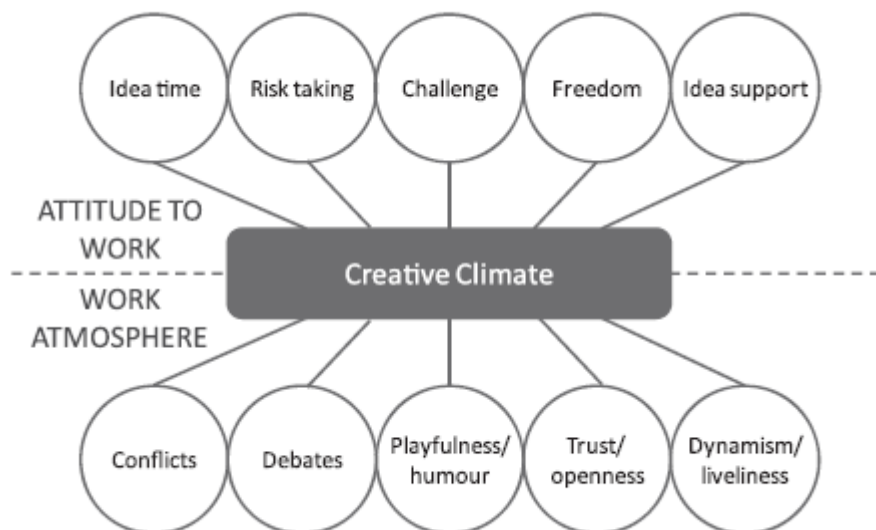 Idea time
Risk taking
Challenge
Freedom
Idea support
ATTITUDE TO
WORK
Creative Climate
WORK
ATMOSPHERE
Conflicts
Debates
Playfulness/
humour
Trust/
openness
Dynamism/
liveliness